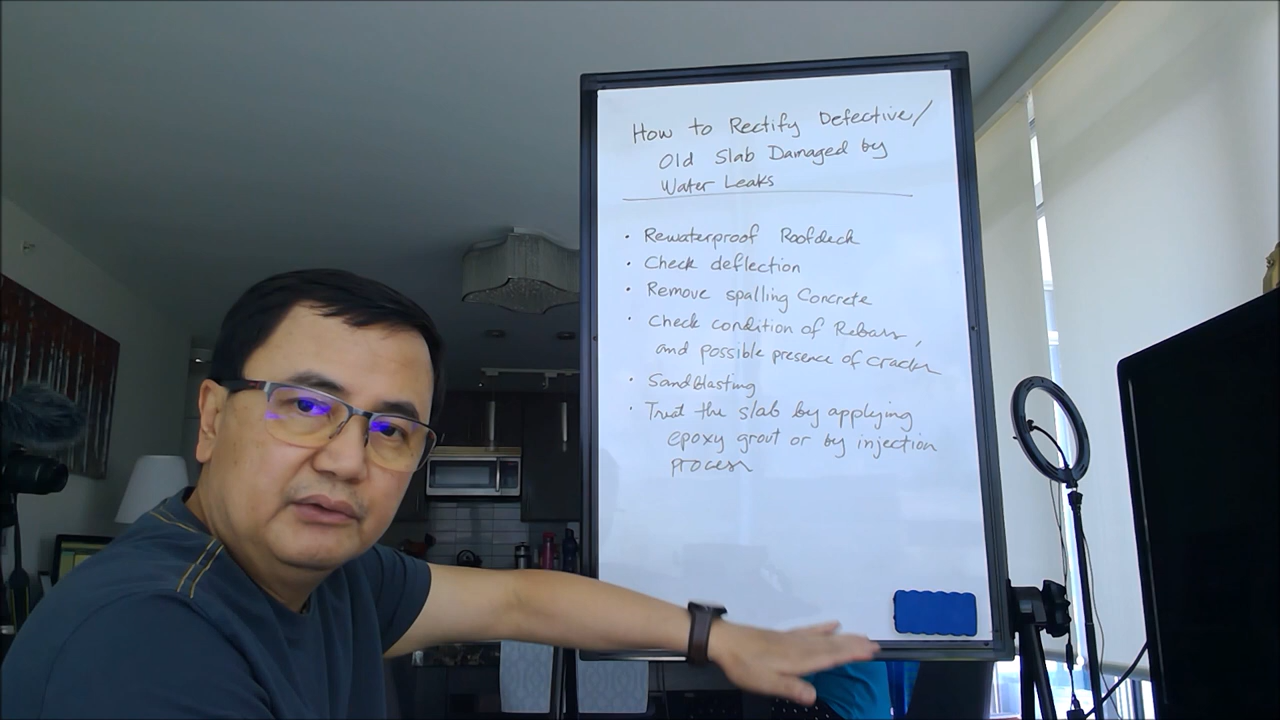 How to Rectify Defective/
Old Slab Damaged by
Water Leaks
• Rewaterproof Roofdeck
• Check deflection
• Remove spalling Concrete
• Check condition of Rebars,
and possible presence of cracks
• Sandblasting
• Treat the slab by applying
epoxy grout or by injection
process